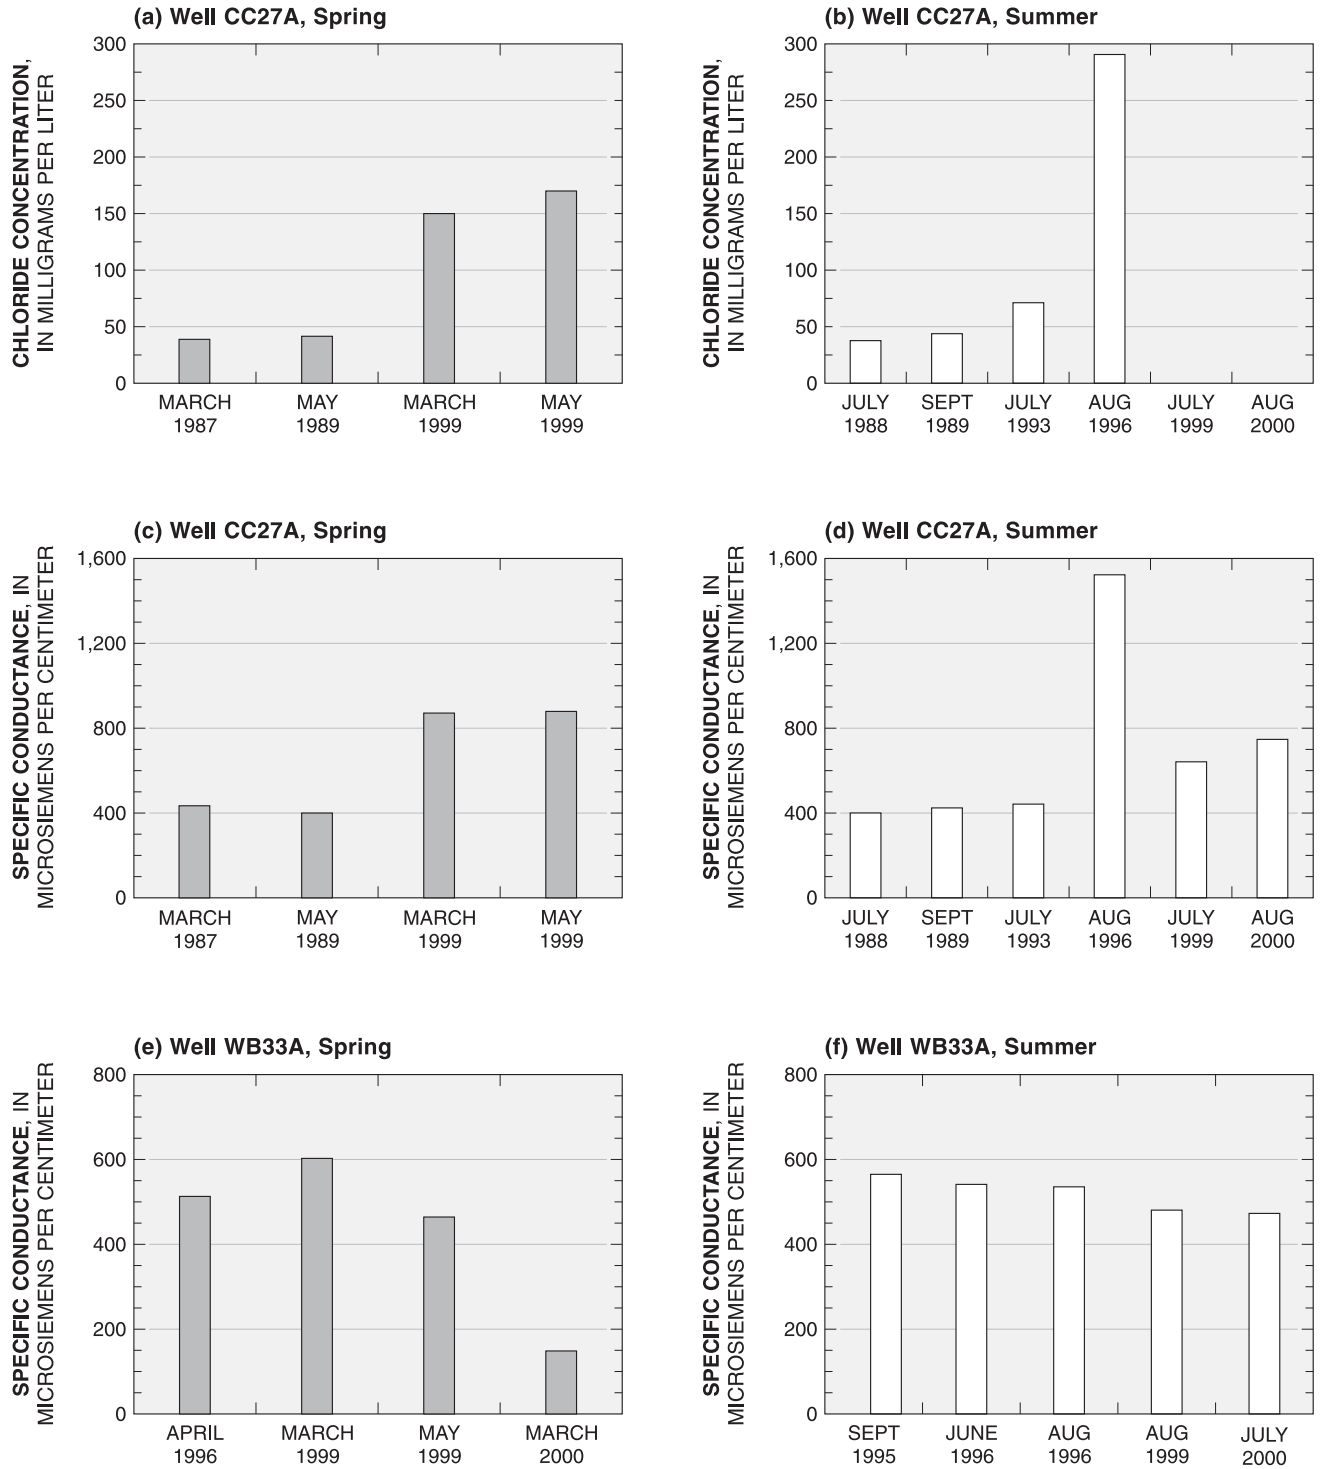 (a) Well CC27A, Spring
CHLORIDE CONCENTRATION,
IN MILLIGRAMS PER LITER
300
250
200
150
100
50
0
MARCH MAY MARCH MAY
1987 1989 1999 1999
(b) Well CC27A, Summer
CHLORIDE CONCENTRATION,
IN MILLIGRAMS PER LITER
300
250
200
150
100
50
0
JULY SEPT JULY AUG JULY AUG
1988 1989 1993 1996 1999 2000
(c) Well CC27A, Spring
SPECIFIC CONDUCTANCE, IN
MICROSIEMENS PER CENTIMETER
1,600
1,200
800
400
0
MARCH MAY MARCH MAY
1987 1989 1999 1999
(d) Well CC27A, Summer
SPECIFIC CONDUCTANCE, IN
MICROSIEMENS PER CENTIMETER
1,600
1,200
800
400
0
JULY SEPT JULY AUG JULY AUG
1988 1989 1993 1996 1999 2000
(e) Well WB33A, Spring
SPECIFIC CONDUCTANCE, IN
MICROSIEMENS PER CENTIMETER
800
600
400
200
0
APRIL MARCH MAY MARCH
1996 1999 1999 2000
(f) Well WB33A, Summer
SPECIFIC CONDUCTANCE, IN
MICROSIEMENS PER CENTIMETER
800
600
400
200
0
SEPT JUNE AUG AUG JULY
1995 1996 1996 1999 2000